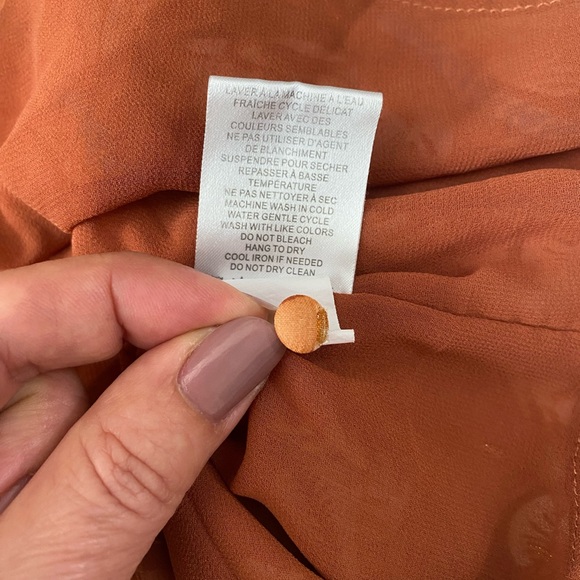 LAVER À LA MACHINE À L'EAU
FRAÎCHE CYCLE DÉLICAT
LAVER AVEC DES
COULEURS SEMBLABLES
NE PAS UTILISER D'AGENT
DE BLANCHIMENT
SUSPENDRE POUR SÉCHER
REPASSER À BASSE
TEMPÉRATURE
NE PAS NETTOYER À SEC
MACHINE WASH IN COLD
WATER GENTLE CYCLE
WASH WITH LIKE COLORS
DO NOT BLEACH
HANG TO DRY
COOL IRON IF NEEDED
DO NOT DRY CLEAN